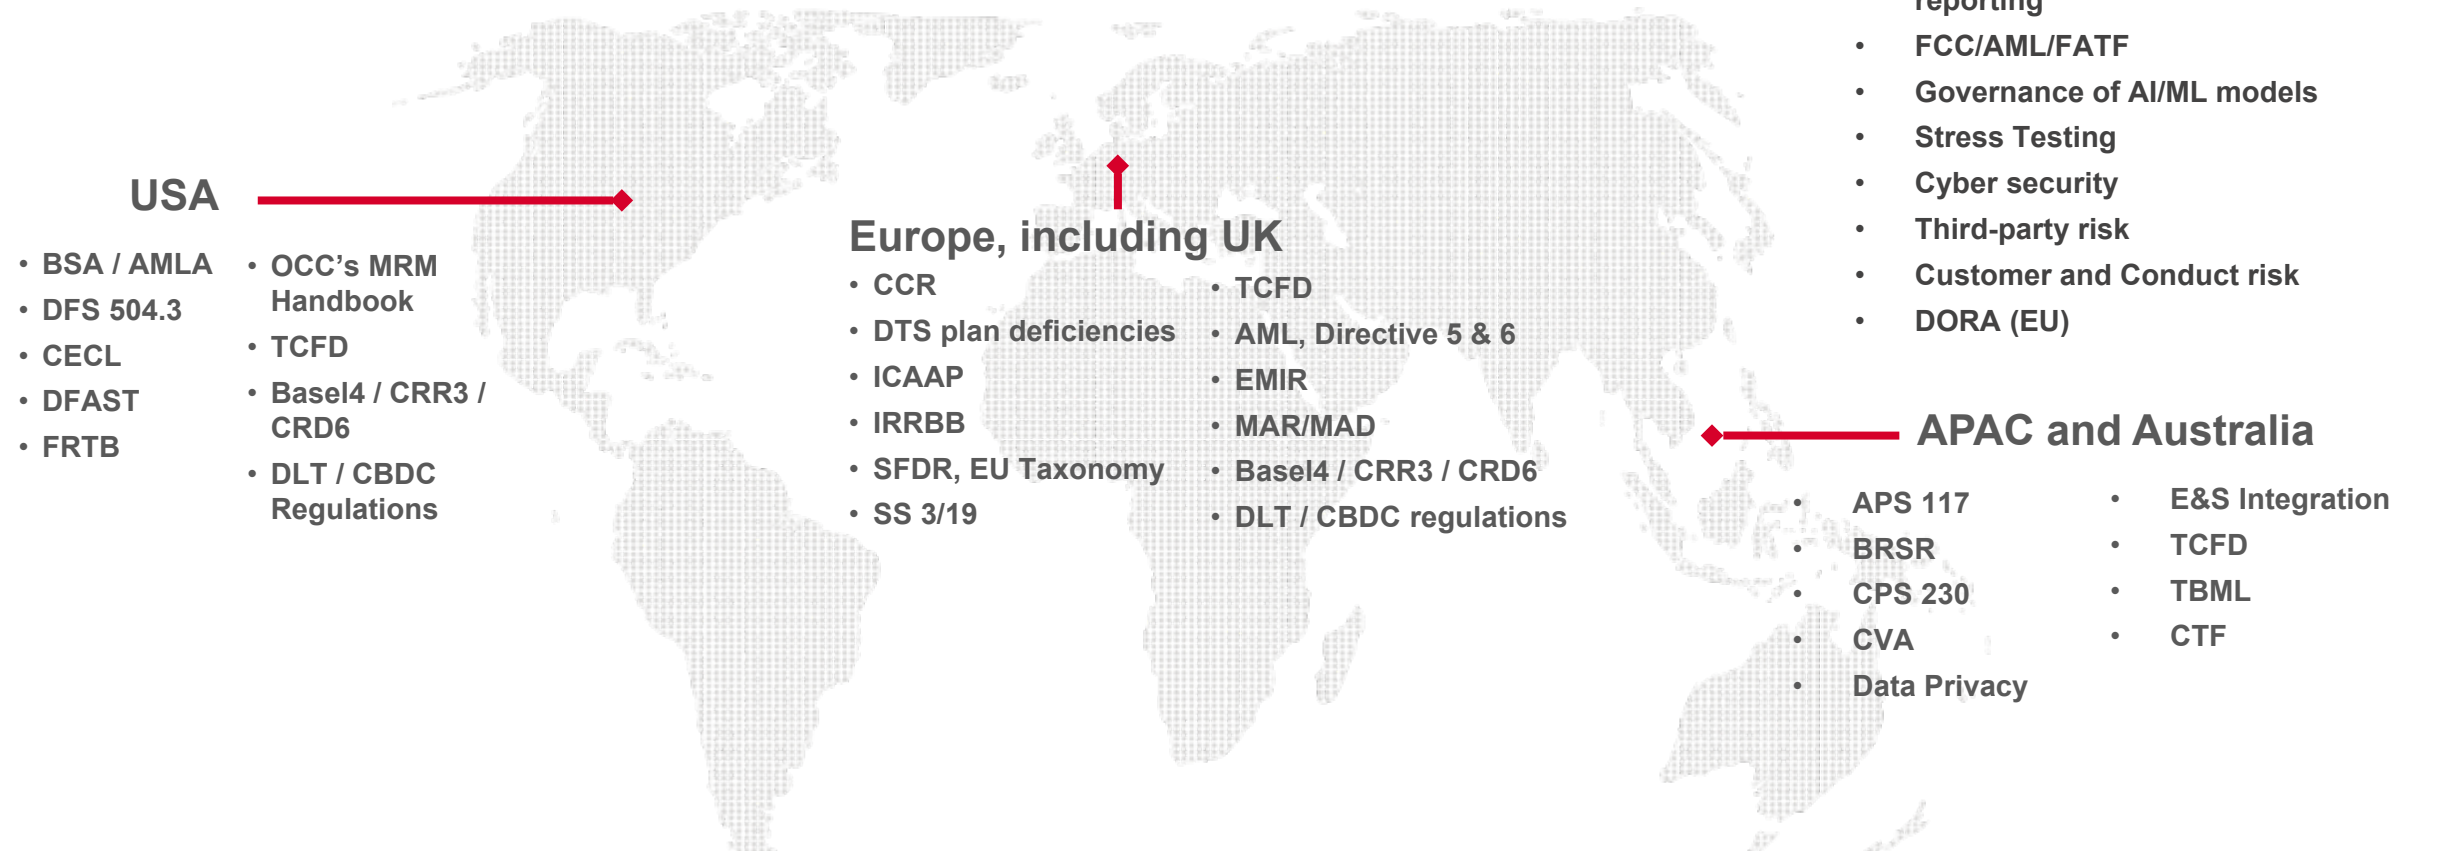 reporting
• FCC/AML/FATF
• Governance of AI/ML models
• Stress Testing
• Cyber security
• Third-party risk
• Customer and Conduct risk
• DORA (EU)
USA
• BSA / AMLA
• DFS 504.3
• CECL
• DFAST
• FRTB
• OCC’s MRM
Handbook
• TCFD
• Basel4 / CRR3 /
CRD6
• DLT / CBDC
Regulations
Europe, including UK
• CCR
• DTS plan deficiencies
• ICAAP
• IRRBB
• SFDR, EU Taxonomy
• SS 3/19
• TCFD
• AML, Directive 5 & 6
• EMIR
• MAR/MAD
• Basel4 / CRR3 / CRD6
• DLT / CBDC regulations
APAC and Australia
• APS 117
• BRSR
• CPS 230
• CVA
• Data Privacy
• E&S Integration
• TCFD
• TBML
• CTF